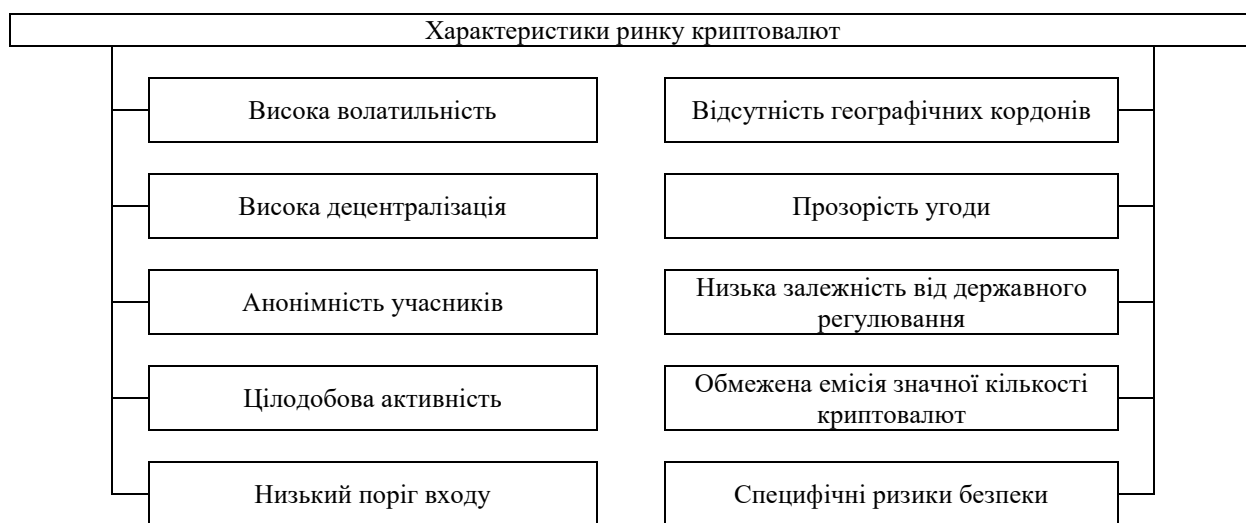 Характеристики ринку криптовалют
Висока волатильність
Відсутність географічних кордонів
Висока децентралізація
Прозорість угоди
Анонімність учасників
Низька залежність від державного
регулювання
Цілодобова активність
Обмежена емісія значної кількості
криптовалют
Низький поріг входу
Специфічні ризики безпеки